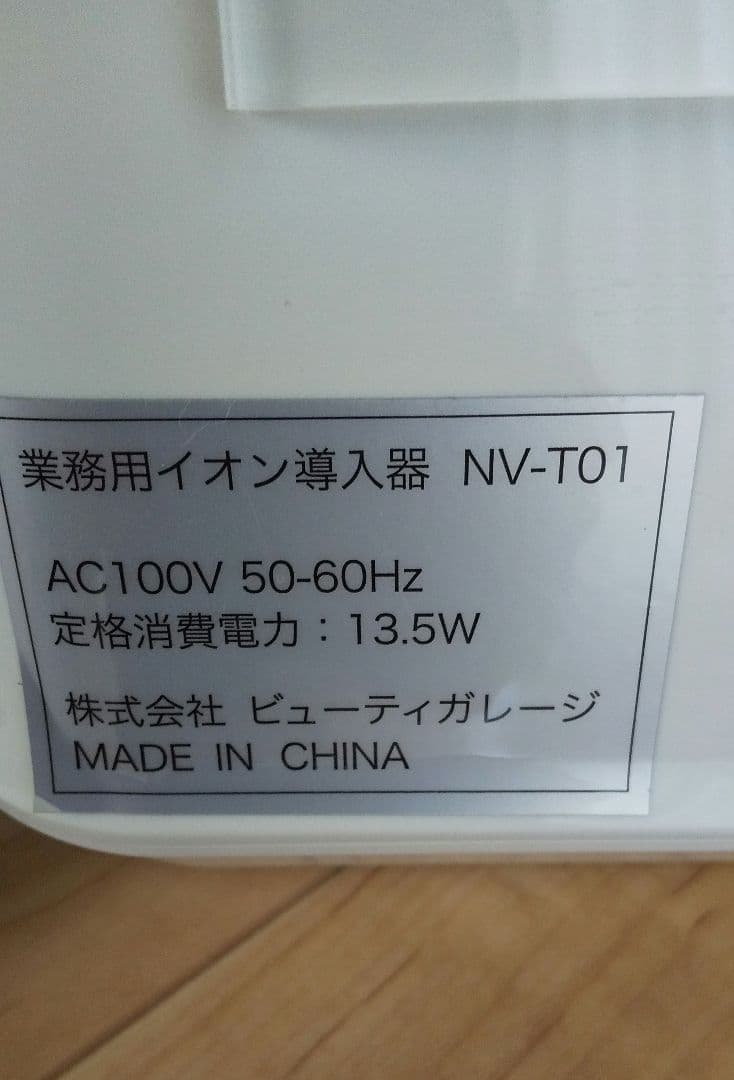 業務用イオン導入器 NV-T01
AC100V 50-60Hz
定格消費電力：13.5W
株式会社 ビューティガレージ
MADE IN CHINA